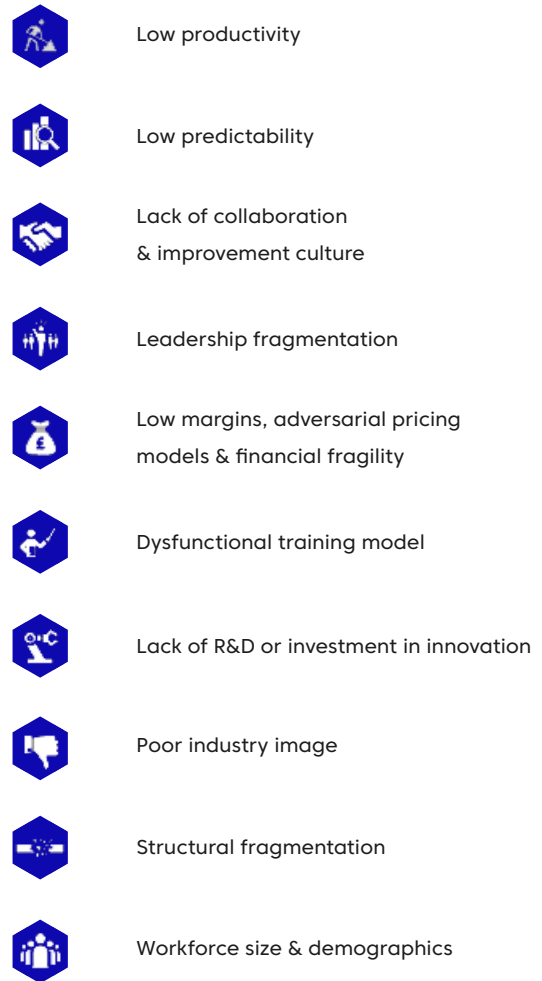 Low productivity
Low predictability
Lack of collaboration
& improvement culture
Leadership fragmentation
Low margins, adversarial pricing
models & financial fragility
£
Dysfunctional training model
Lack of R&D or investment in innovation
Poor industry image
Structural fragmentation
Workforce size & demographics